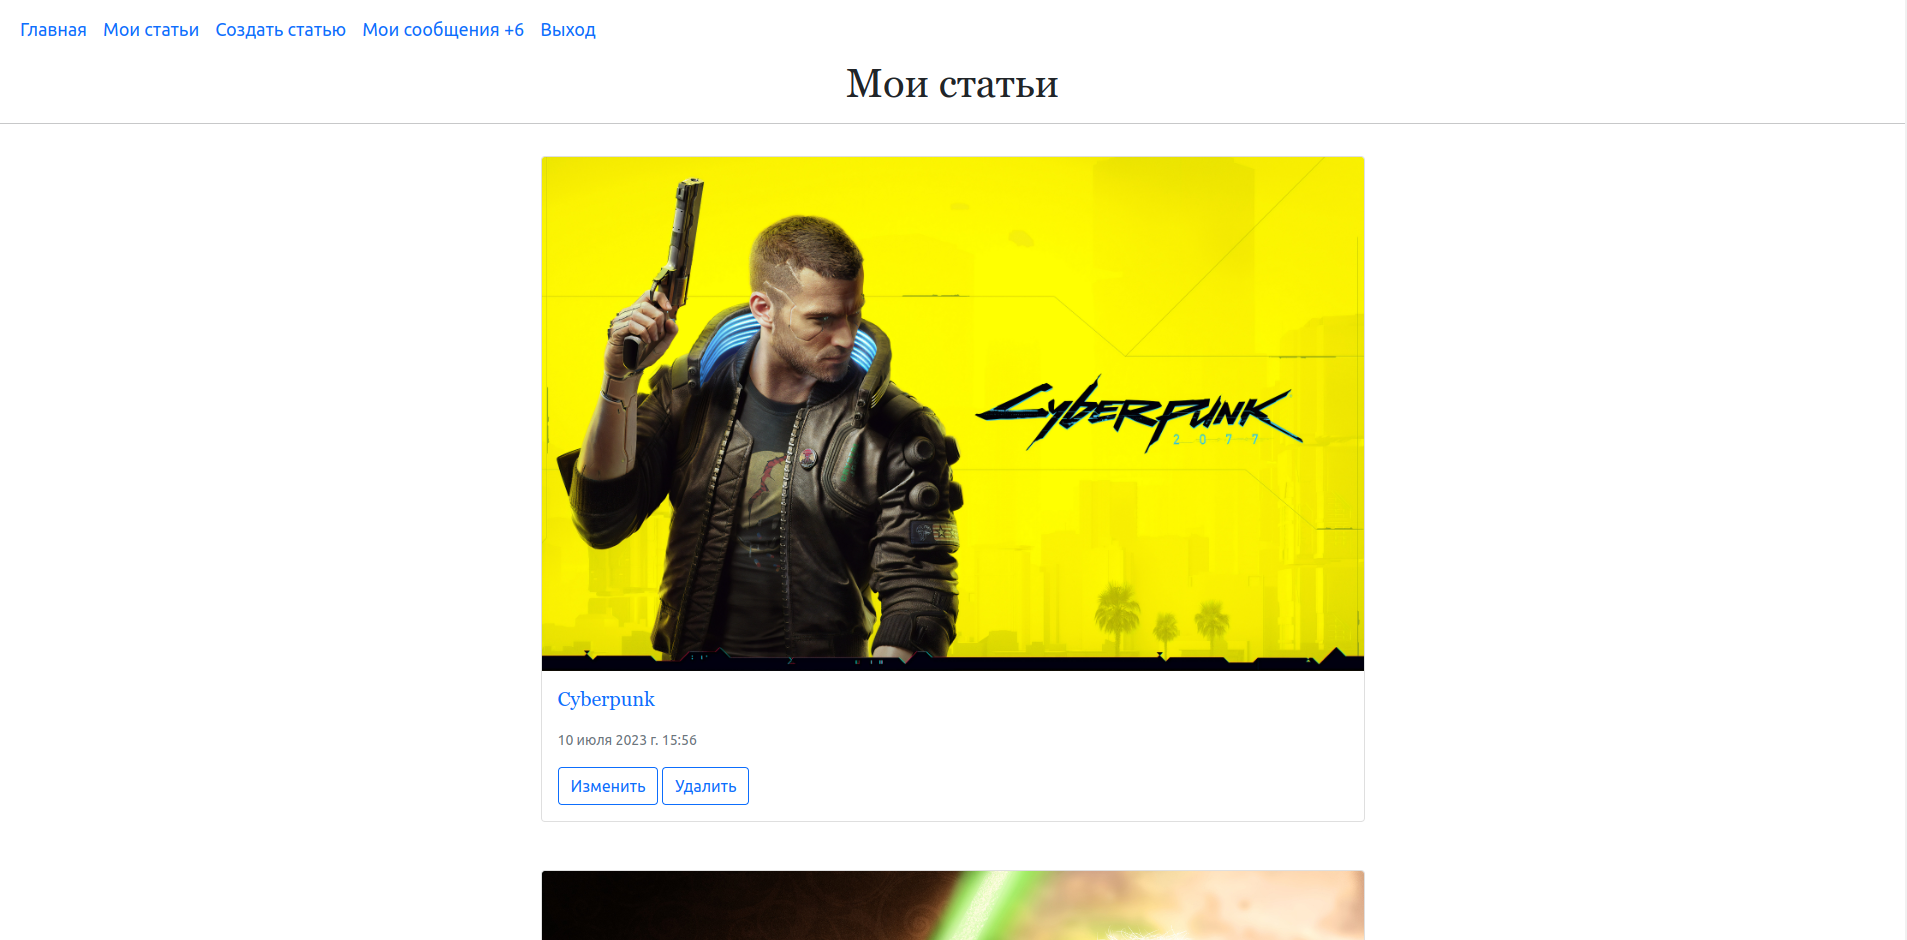 Главная Мои статьи Создать статью Мои сообщения +6 Выход
Мои статьи
CYBERPUNK
2077
Cyberpunk
10 июля 2023 г. 15:56
Изменить Удалить